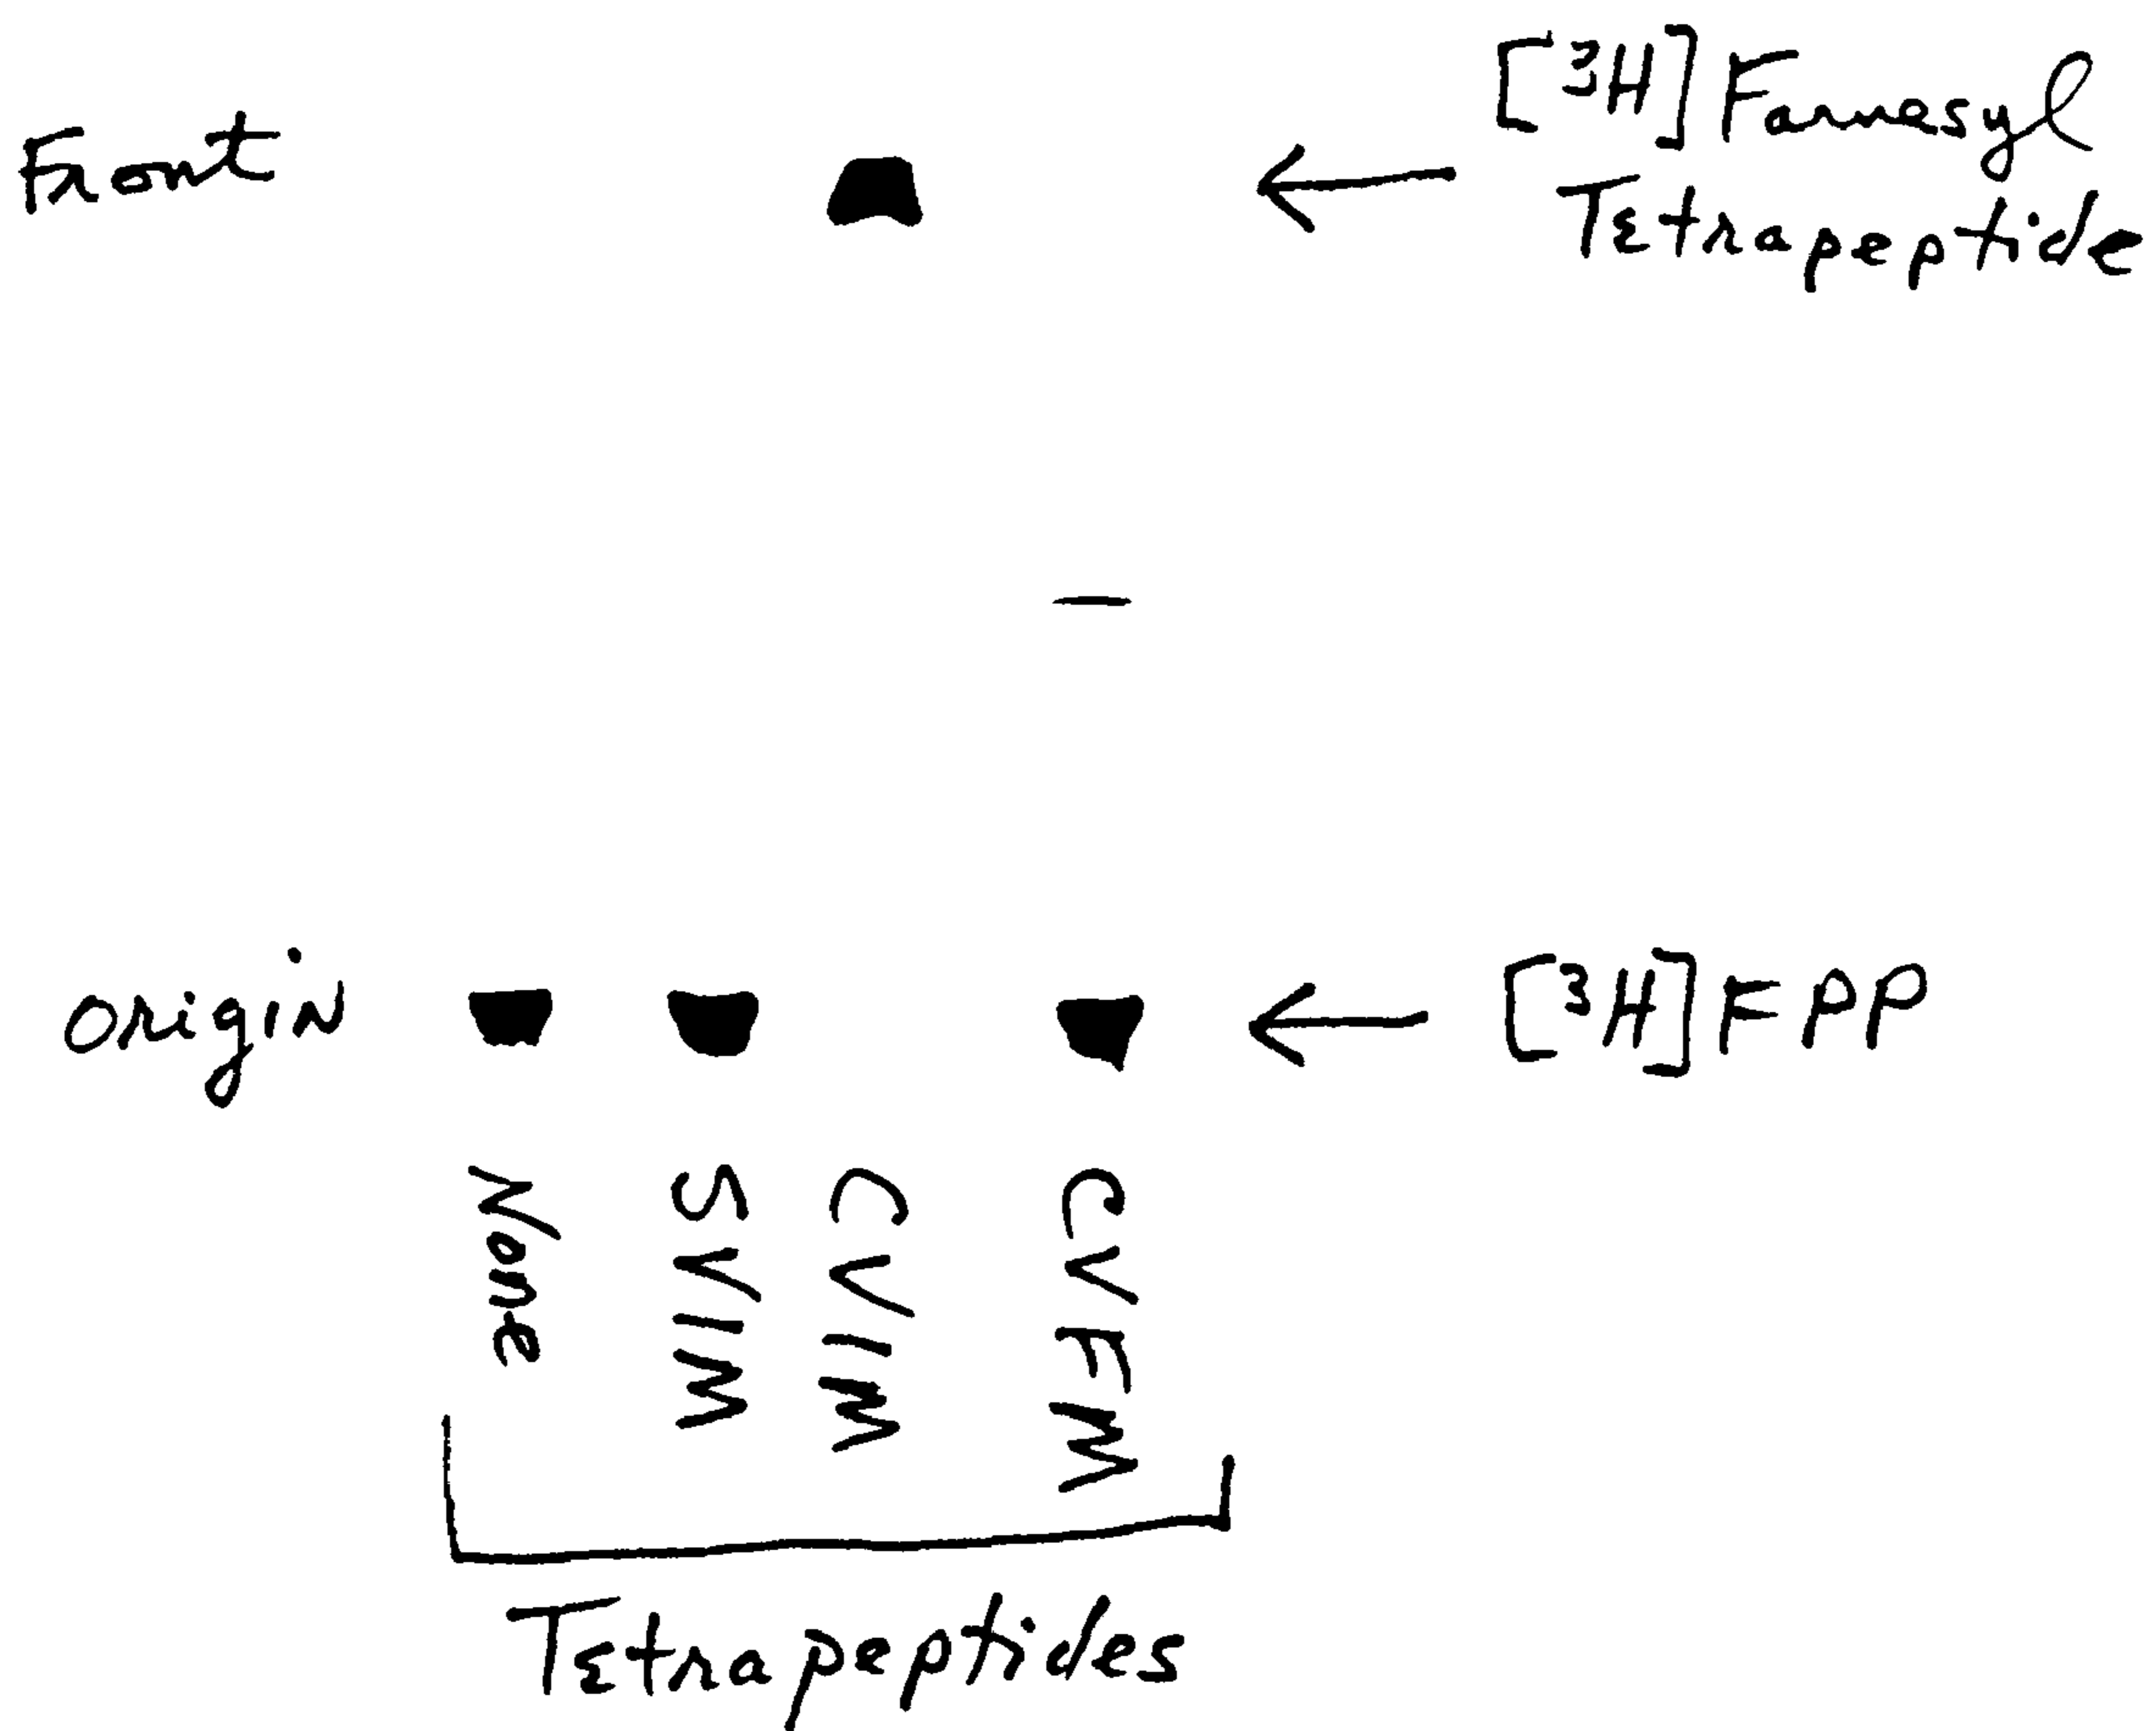 [³H] Farnesyl
Tetrapeptide
Front
Origin
[³H] FPP
None
SVIM
CVIM
CVFM
Tetrapeptides